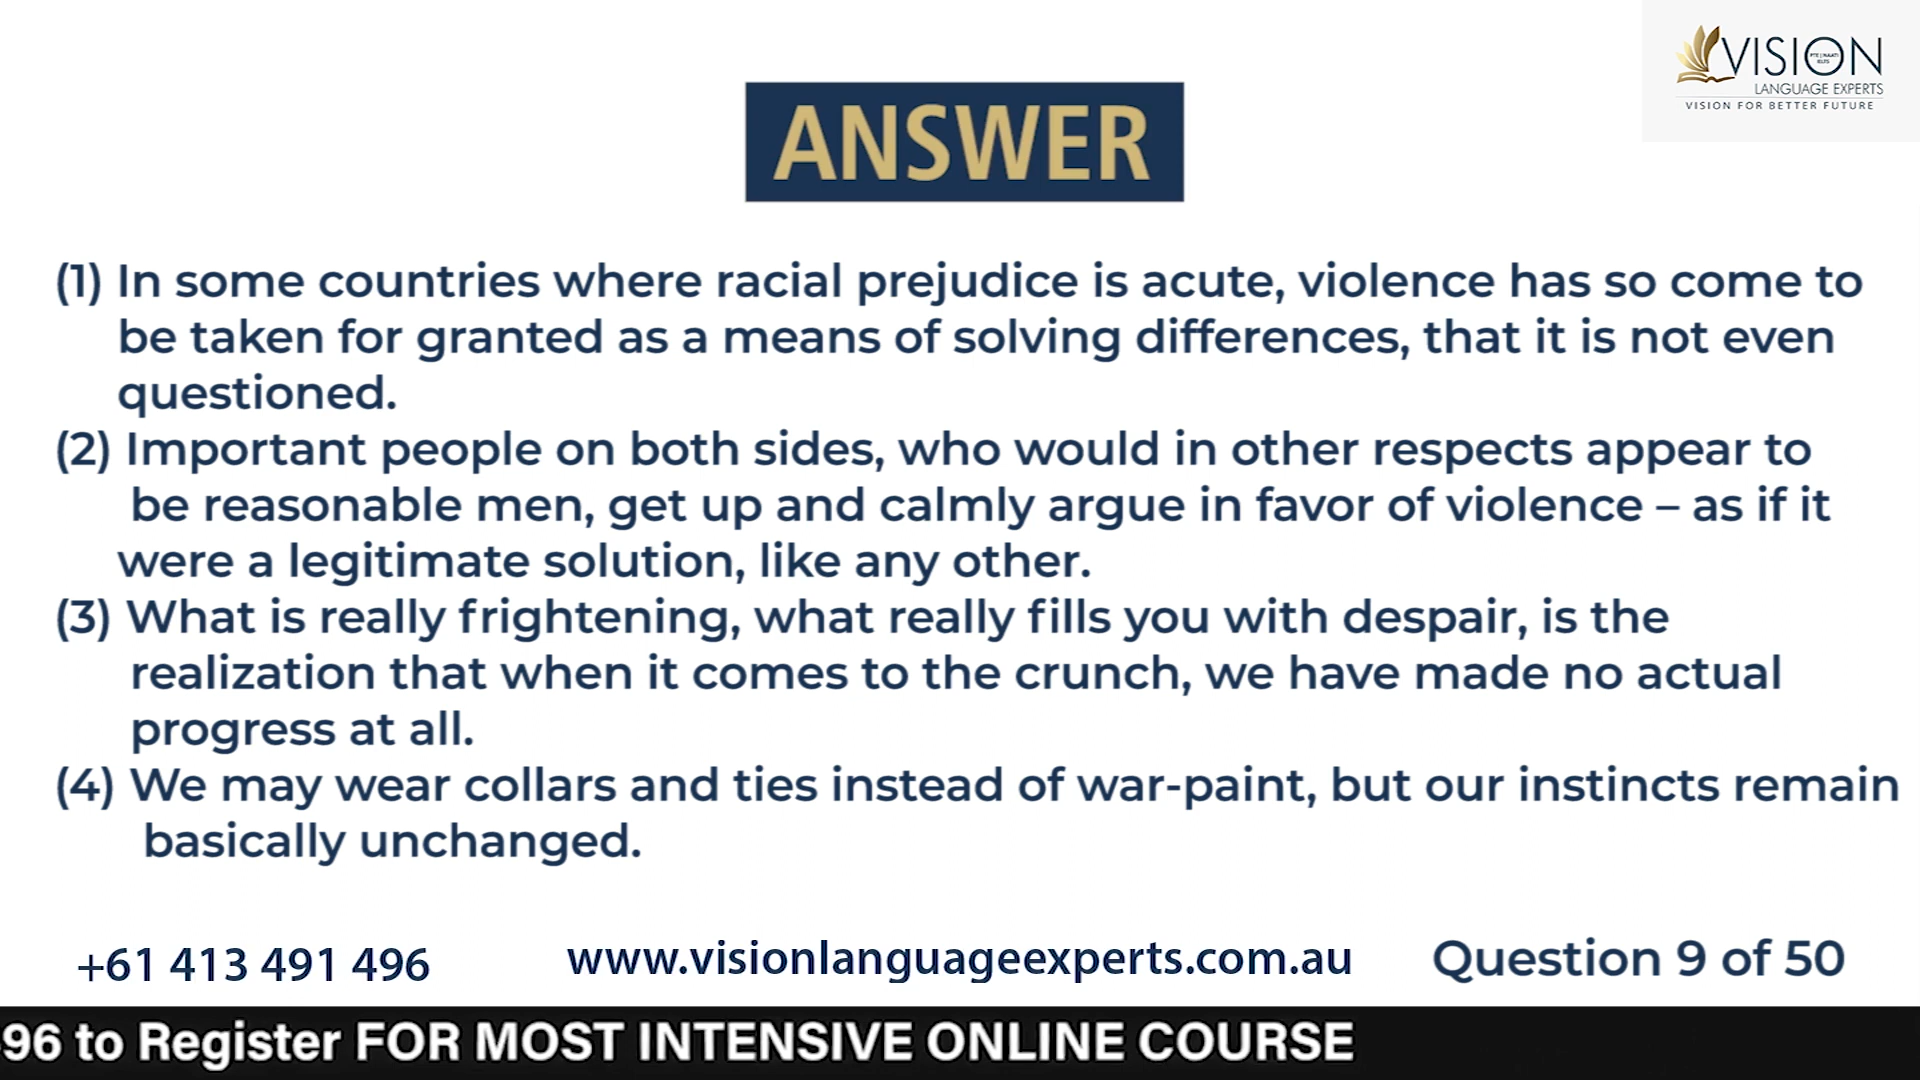 VISION
LANGUAGE EXPERTS
VISION FOR BETTER FUTURE
ANSWER
(1) In some countries where racial prejudice is acute, violence has so come to
be taken for granted as a means of solving differences, that it is not even
questioned.
(2) Important people on both sides, who would in other respects appear to
be reasonable men, get up and calmly argue in favor of violence – as if it
were a legitimate solution, like any other.
(3) What is really frightening, what really fills you with despair, is the
realization that when it comes to the crunch, we have made no actual
progress at all.
(4) We may wear collars and ties instead of war-paint, but our instincts remain
basically unchanged.
+61 413 491 496 www.visionlanguageexperts.com.au Question 9 of 50
96 to Register FOR MOST INTENSIVE ONLINE COURSE